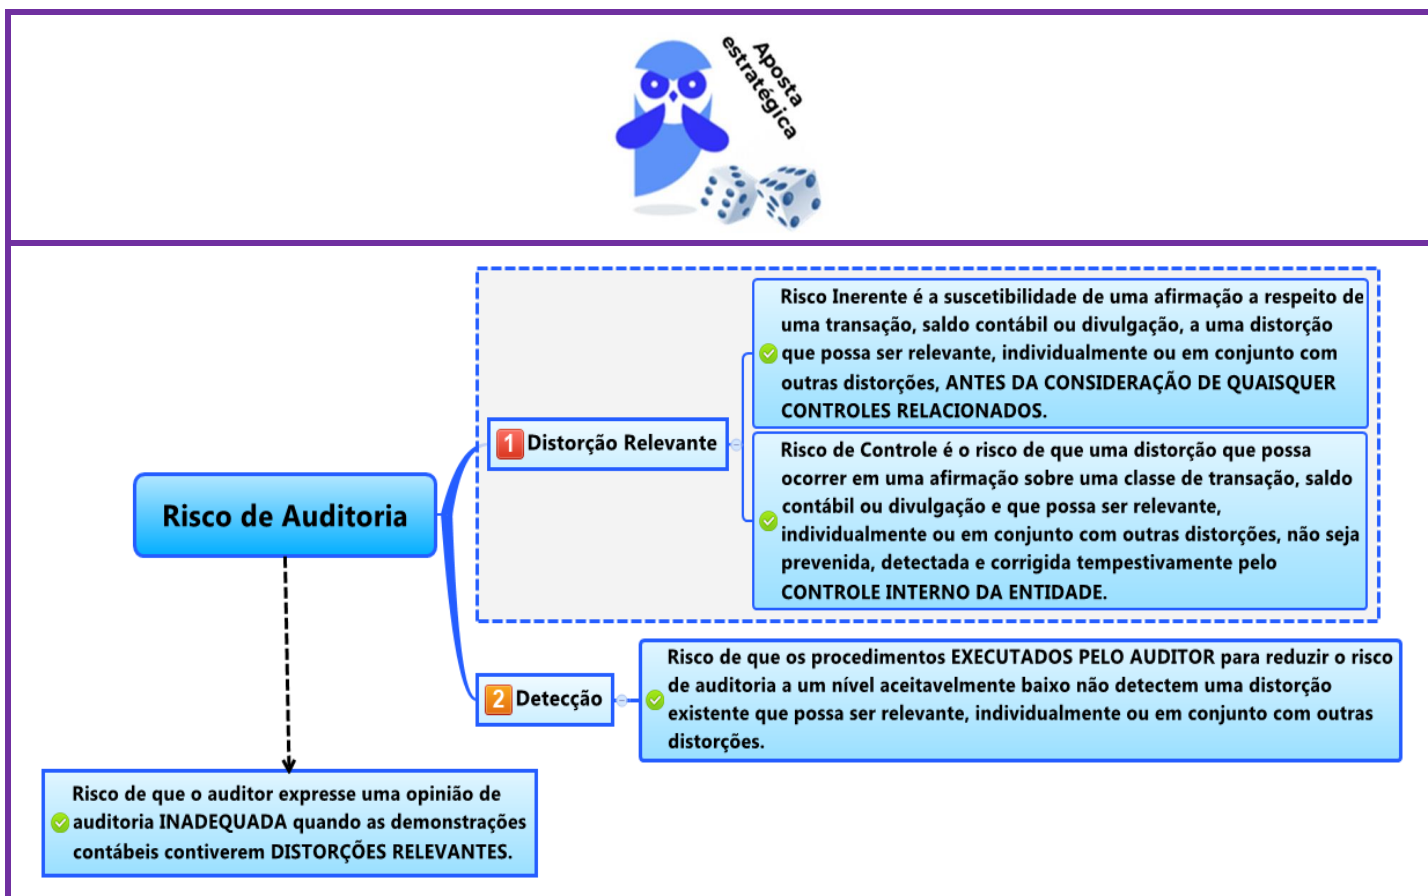 Aposta
estratégica
Risco de Auditoria
Risco de que o auditor expresse uma opinião de
auditoria INADEQUADA quando as demonstrações
contábeis contiverem DISTORÇÕES RELEVANTES.
1 Distorção Relevante
Risco Inerente é a suscetibilidade de uma afirmação a respeito de
uma transação, saldo contábil ou divulgação, a uma distorção
que possa ser relevante, individualmente ou em conjunto com
outras distorções, ANTES DA CONSIDERAÇÃO DE QUAISQUER
CONTROLES RELACIONADOS.
Risco de Controle é o risco de que uma distorção que possa
ocorrer em uma afirmação sobre uma classe de transação, saldo
contábil ou divulgação e que possa ser relevante,
individualmente ou em conjunto com outras distorções, não seja
prevenida, detectada e corrigida tempestivamente pelo
CONTROLE INTERNO DA ENTIDADE.
2 Detecção
Risco de que os procedimentos EXECUTADOS PELO AUDITOR para reduzir o risco
de auditoria a um nível aceitavelmente baixo não detectem uma distorção
existente que possa ser relevante, individualmente ou em conjunto com outras
distorções.